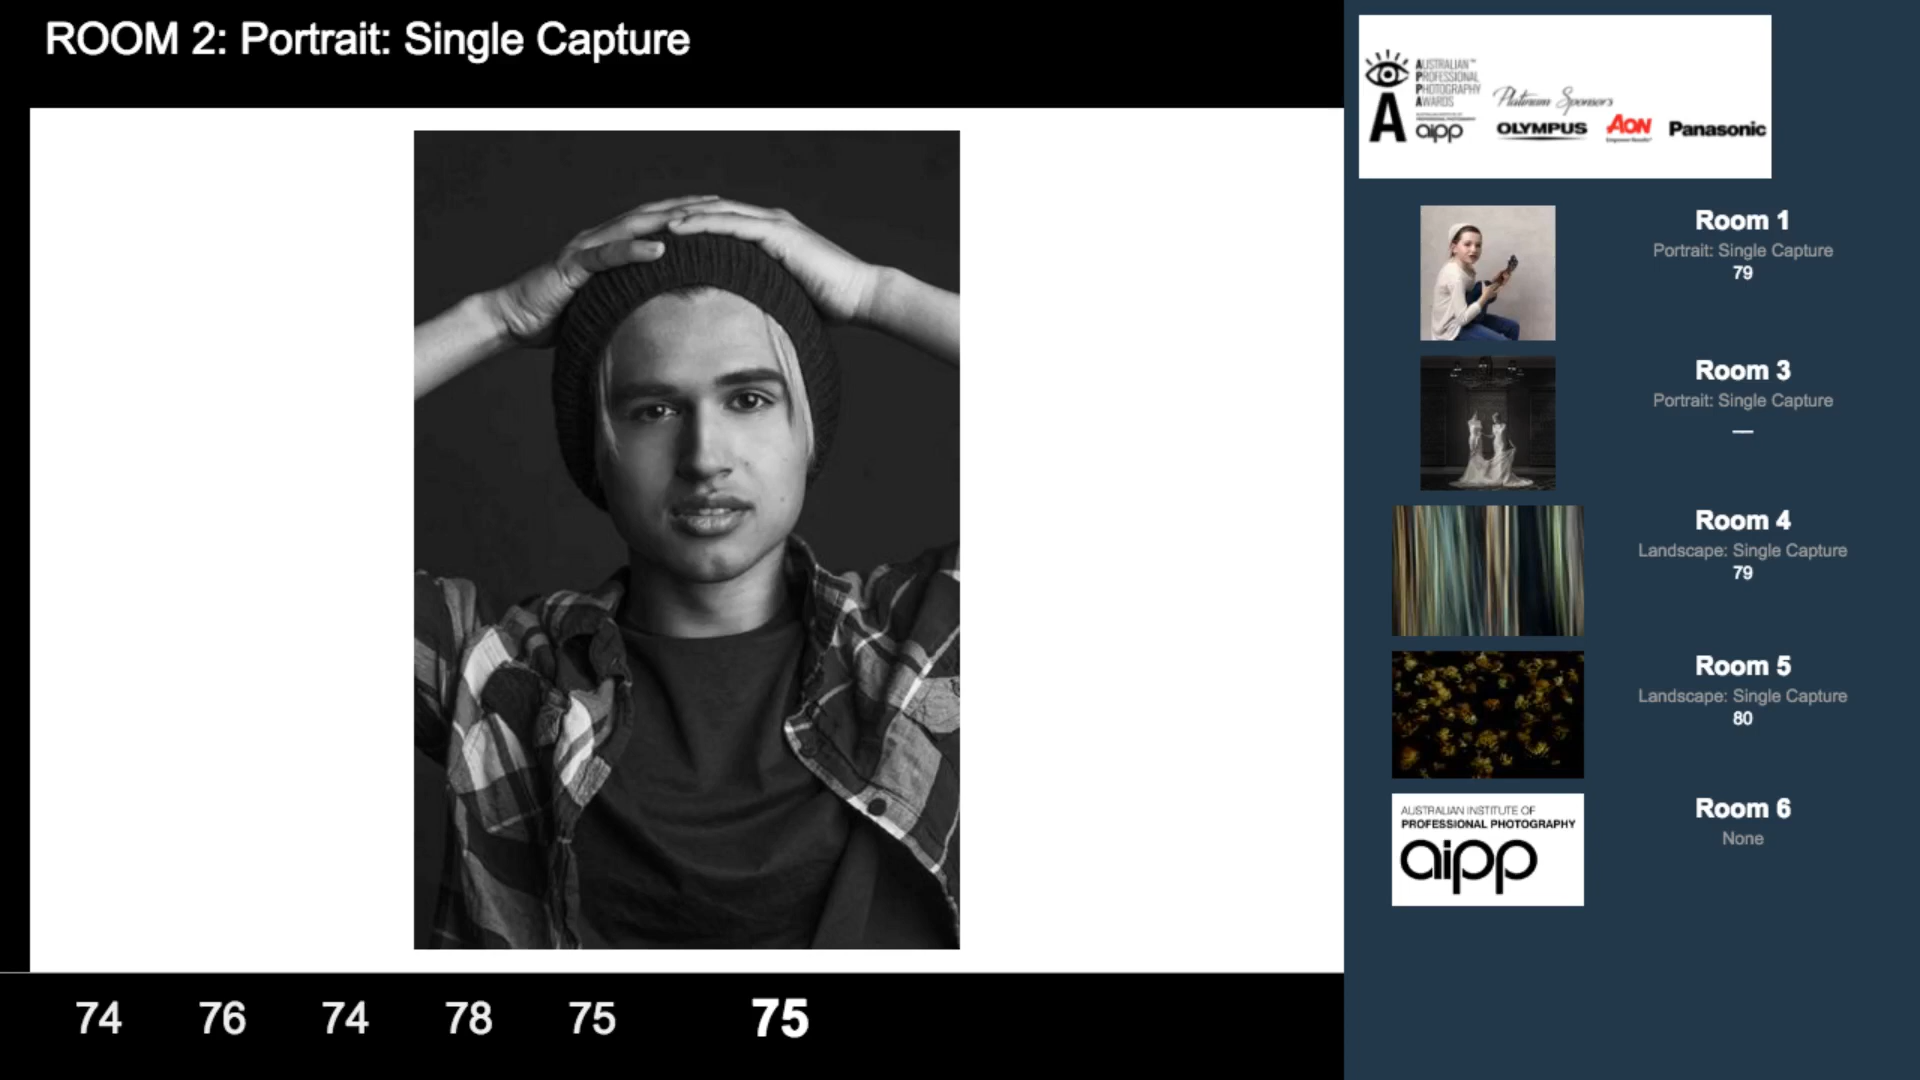 ROOM 2: Portrait: Single Capture
AUSTRALIAN™
PROFESSIONAL
PHOTOGRAPHY
AWARDS
A
aipp
Platinum Sponsors
OLYMPUS
AON
Panasonic
Room 1
Portrait: Single Capture
79
Room 3
Portrait: Single Capture
—
Room 4
Landscape: Single Capture
79
Room 5
Landscape: Single Capture
80
AUSTRALIAN INSTITUTE OF
PROFESSIONAL PHOTOGRAPHY
aipp
Room 6
None
74 76 74 78 75 75